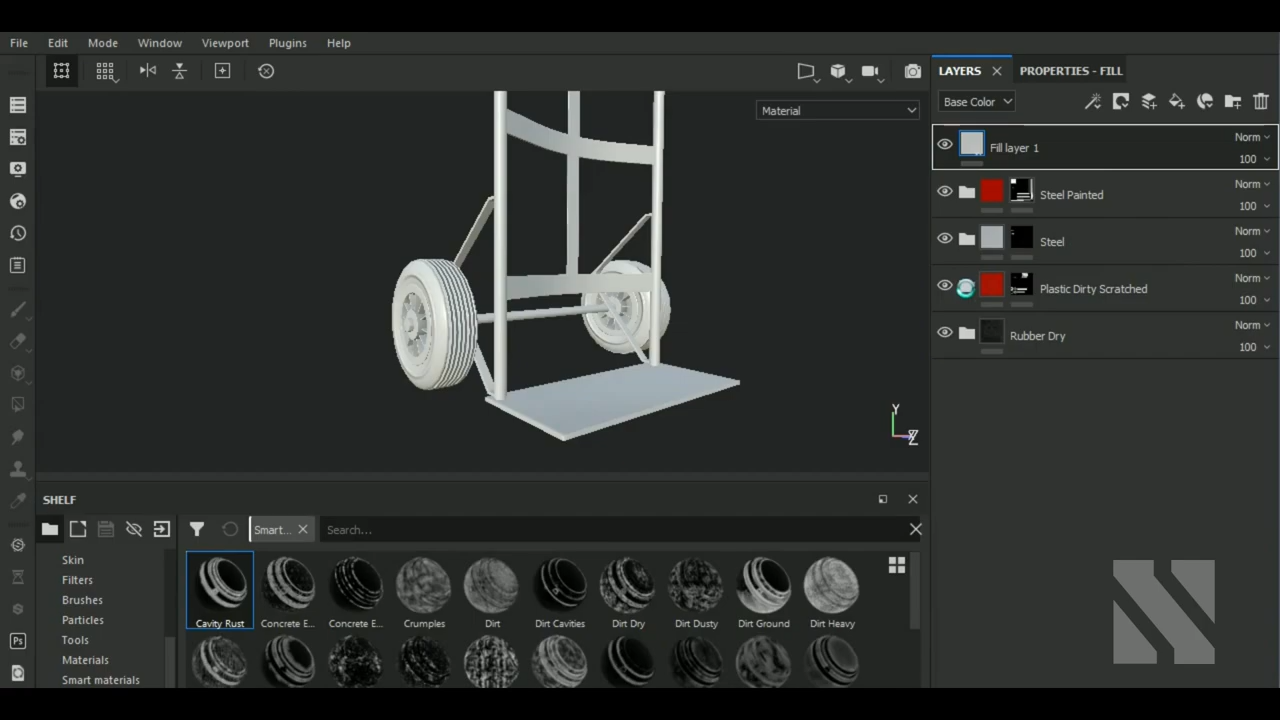 File Edit Mode Window Viewport Plugins Help
LAYERS PROPERTIES - FILL
Base Color
Material
Fill layer 1 Norm 100
Steel Painted Norm 100
Steel Norm 100
Plastic Dirty Scratched Norm 100
Rubber Dry Norm 100
Y
Z
SHELF
Smart... Search...
Skin
Filters
Brushes
Particles
Tools
Materials
Smart materials
Cavity Rust Concrete E... Concrete E... Crumples Dirt Dirt Cavities Dirt Dry Dirt Dusty Dirt Ground Dirt Heavy
Ps